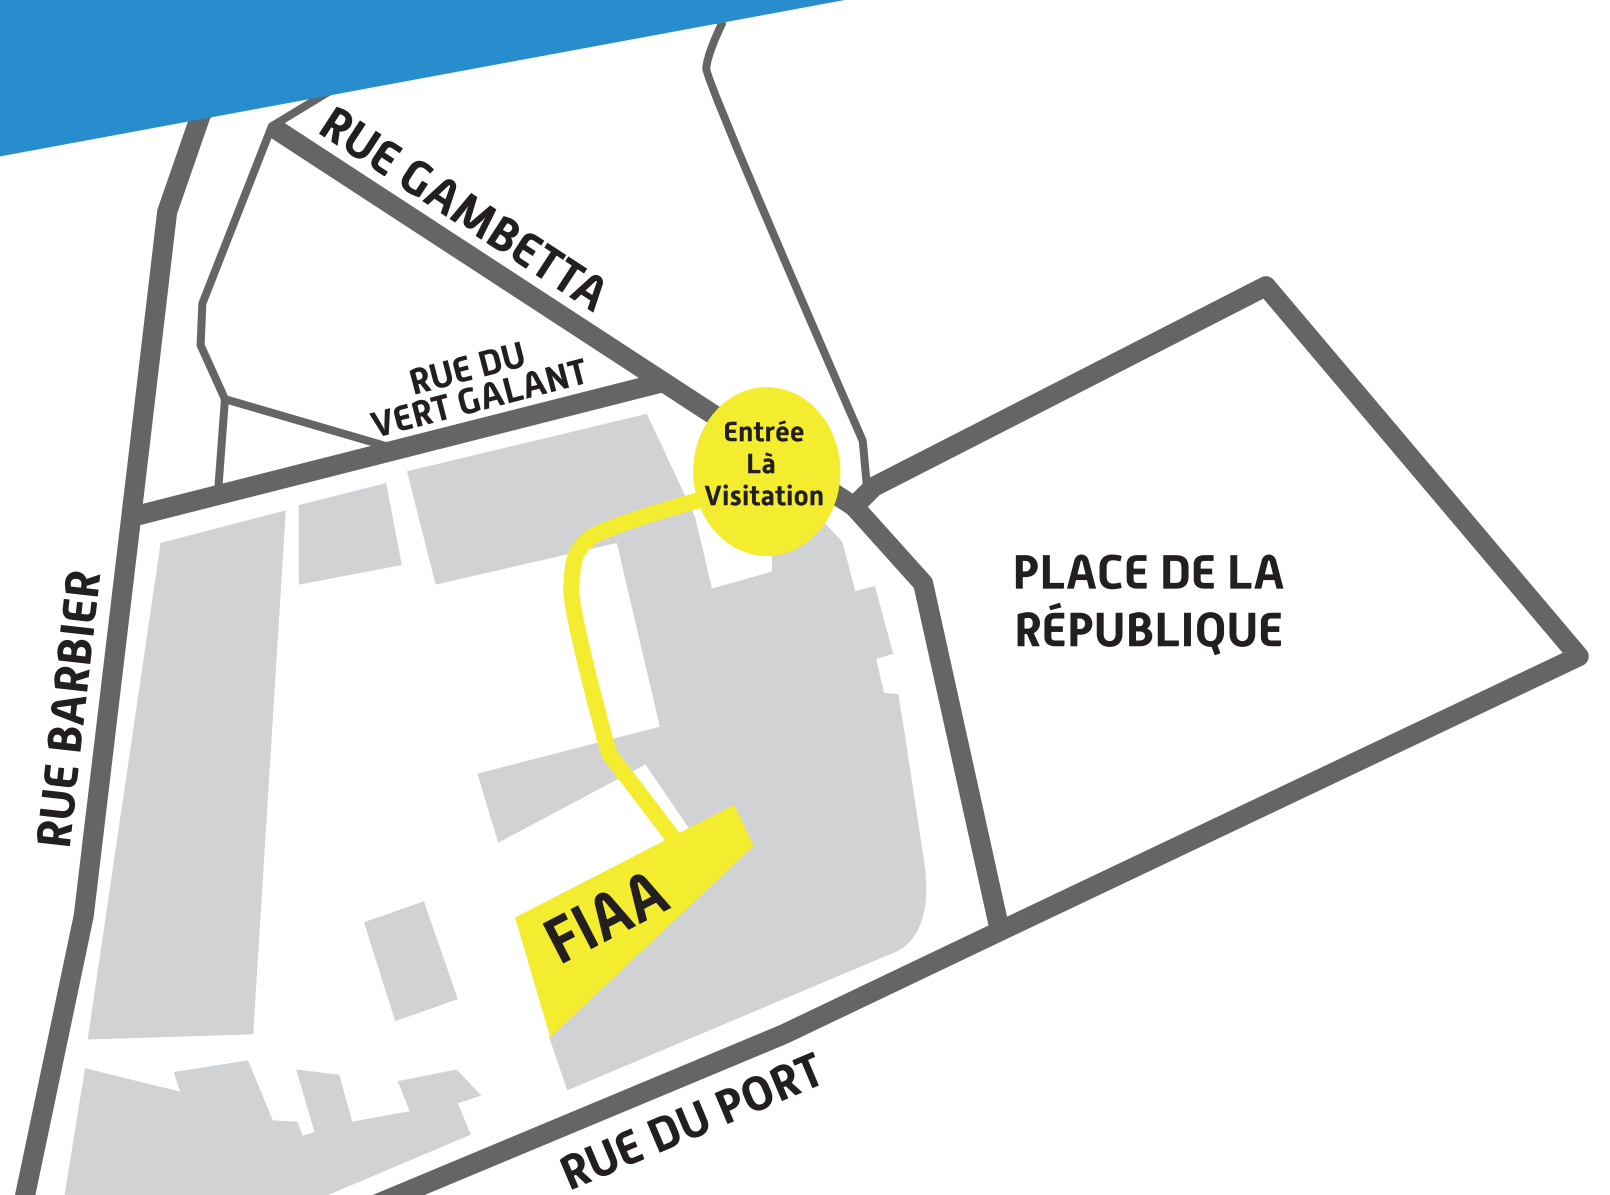 RUE GAMBETTA
RUE DU
VERT GALANT
Entrée
Là
Visitation
PLACE DE LA
RÉPUBLIQUE
RUE BARBIER
FIAA
RUE DU PORT